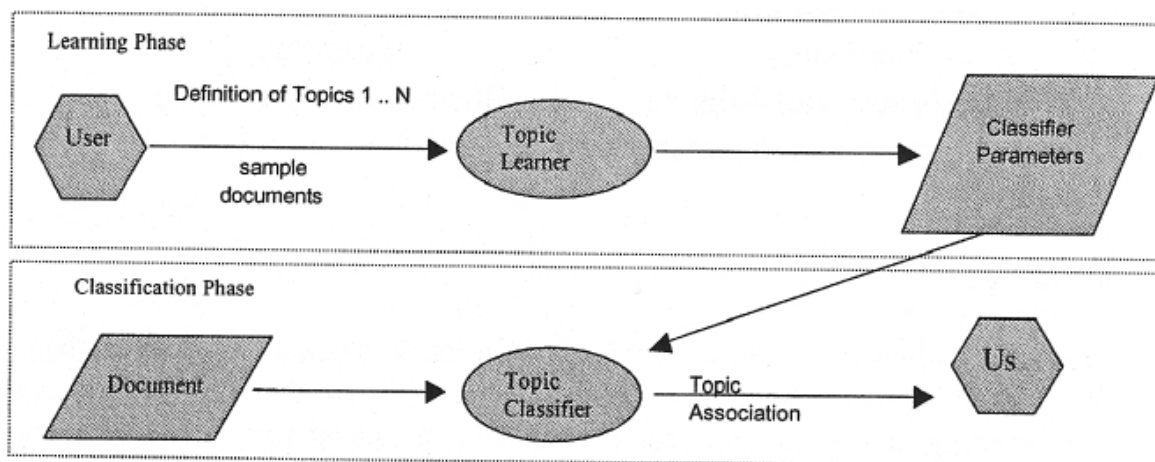 Learning Phase
User
Definition of Topics 1 .. N
sample
documents
Topic
Learner
Classifier
Parameters
Classification Phase
Document
Topic
Classifier
Topic
Association
Us